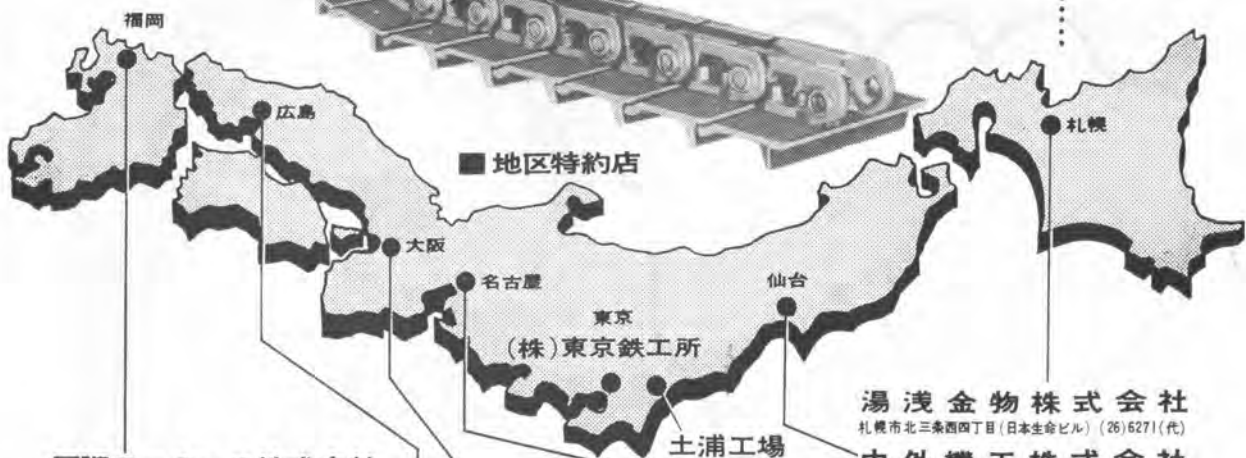 福岡
広島
札幌
■地区特約店
大阪
名古屋
仙台
東京
(株)東京鉄工所
土浦工場
湯浅金物株式会社
札幌市北三条西四丁目(日本生命ビル) (26)6271(代)